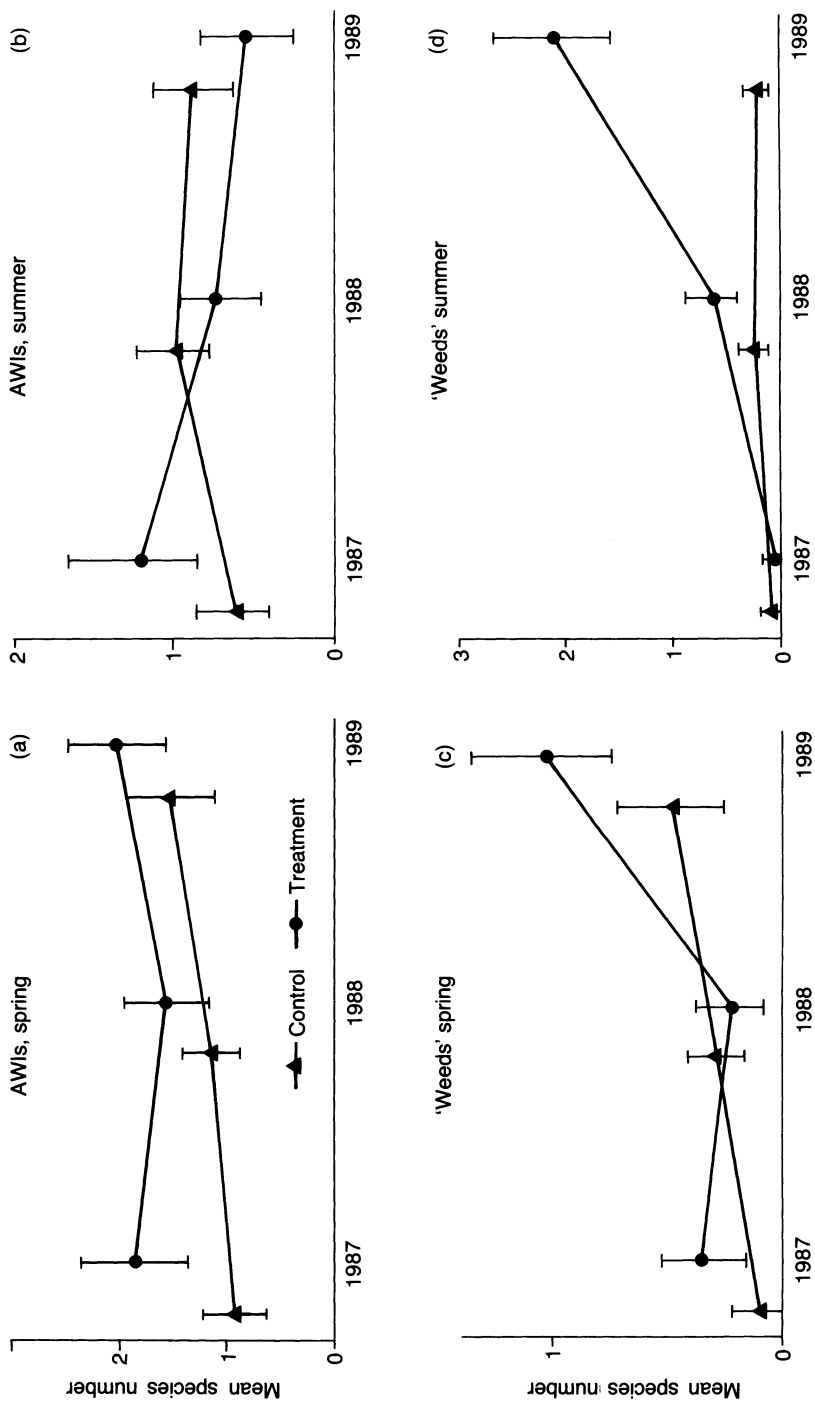 (a)
AWIs, spring
Mean species number
2
1
0
Control
Treatment
1987
1988
1989
(b)
AWIs, summer
2
1
0
1987
1988
1989
(c)
'Weeds' spring
Mean species number
1
0
1987
1988
1989
(d)
'Weeds' summer
3
2
1
0
1987
1988
1989